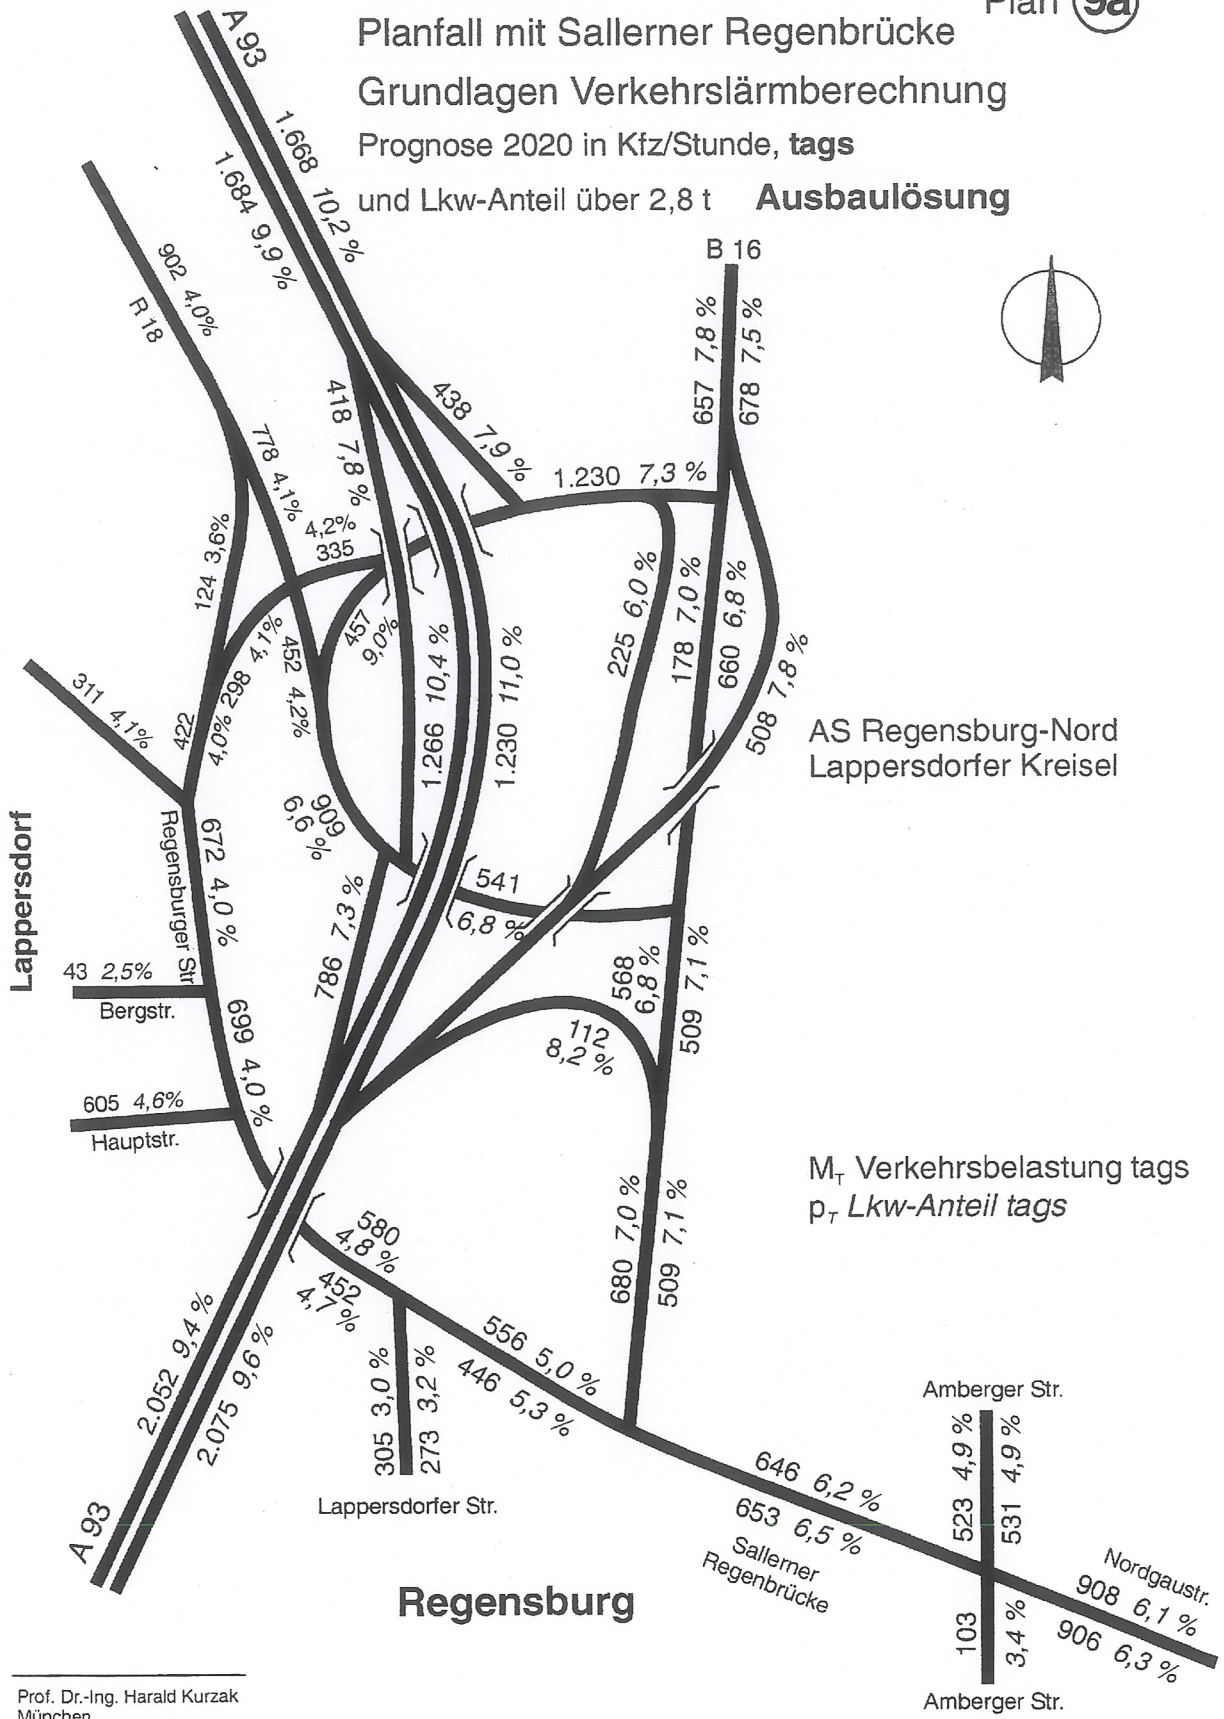 Plan 9a
Planfall mit Sallerner Regenbrücke
Grundlagen Verkehrslärmberechnung
Prognose 2020 in Kfz/Stunde, tags
und Lkw-Anteil über 2,8 t Ausbaulösung
A 93
1.668 10,2 %
1.684 9,9 %
902 4,0%
R 18
B 16
657 7,8 %
678 7,5 %
418 7,8 %
438 7,9 %
778 4,1%
1.230 7,3 %
4,2%
335
124 3,6%
457
9,0%
298 4,1%
452 4,2%
225 6,0 %
178 7,0 %
660 6,8 %
508 7,8 %
1.266 10,4 %
1.230 11,0 %
311 4,1%
422
4,0%
AS Regensburg-Nord
Lappersdorfer Kreisel
909
6,6 %
Lappersdorf
Regensburger Str
672 4,0 %
786 7,3 %
541
6,8 %
568
6,8 %
509 7,1 %
43 2,5%
Bergstr.
699 4,0 %
112
8,2 %
605 4,6%
Hauptstr.
M_T Verkehrsbelastung tags
p_T Lkw-Anteil tags
580
4,8 %
452
4,7 %
680 7,0 %
509 7,1 %
2.052 9,4 %
2.075 9,6 %
556 5,0 %
446 5,3 %
305 3,0 %
273 3,2 %
Lappersdorfer Str.
A 93
646 6,2 %
653 6,5 %
Sallerner
Regenbrücke
Amberger Str.
523 4,9 %
531 4,9 %
Nordgaustr.
908 6,1 %
906 6,3 %
103
3,4 %
Amberger Str.
Regensburg
Prof. Dr.-Ing. Harald Kurzak
München